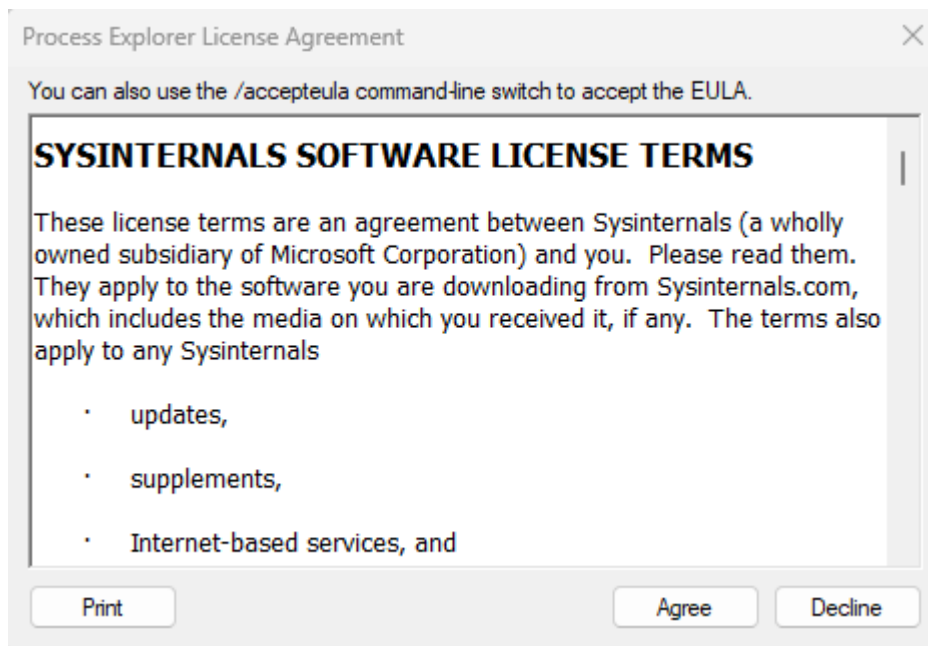 Process Explorer License Agreement
You can also use the /accepteula command-line switch to accept the EULA.
SYSINTERNALS SOFTWARE LICENSE TERMS
These license terms are an agreement between Sysinternals (a wholly
owned subsidiary of Microsoft Corporation) and you.  Please read them.
They apply to the software you are downloading from Sysinternals.com,
which includes the media on which you received it, if any.  The terms also
apply to any Sysinternals
· updates,
· supplements,
· Internet-based services, and
Print Agree Decline